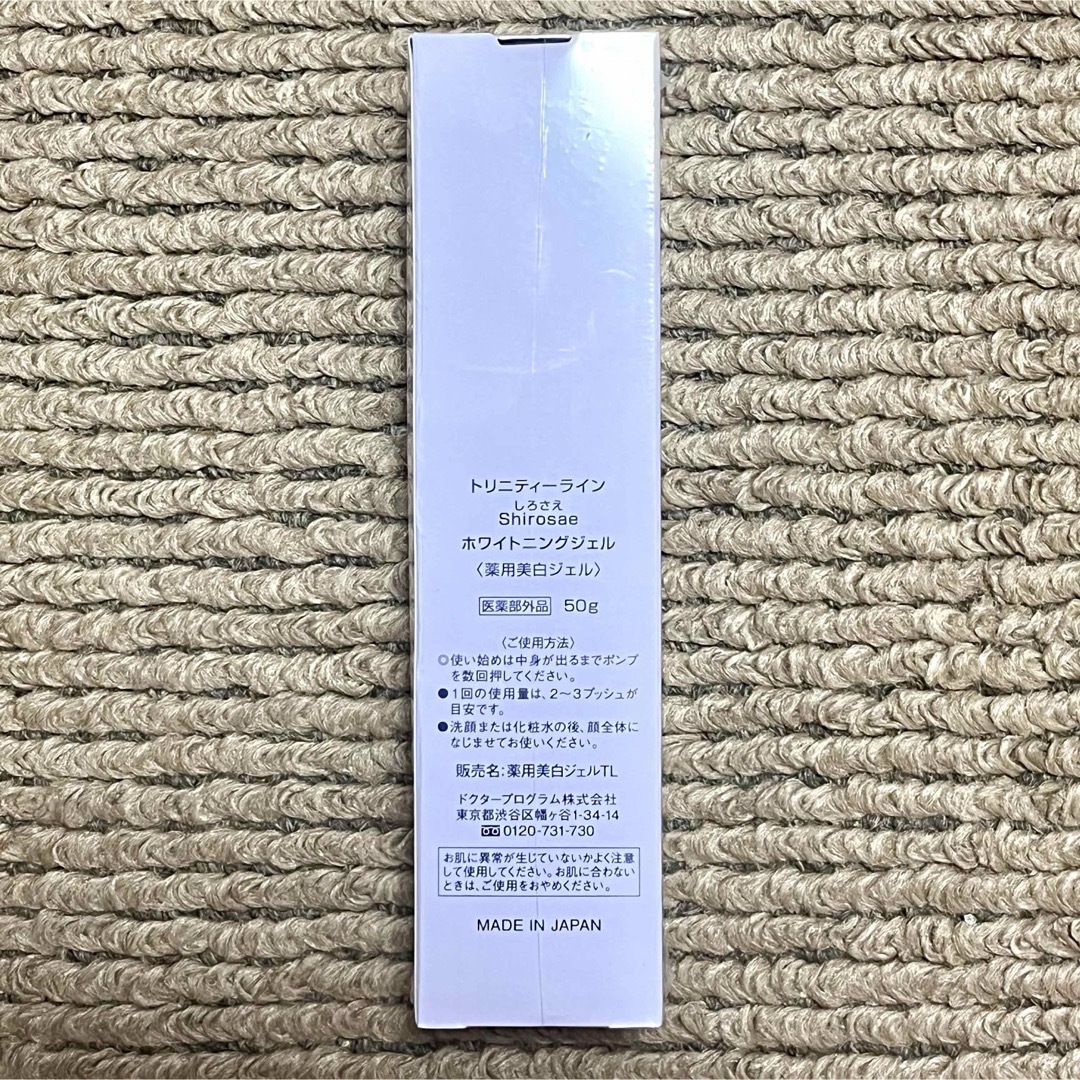 トリニティーライン
しろさえ
Shirosae
ホワイトニングジェル
〈薬用美白ジェル〉
医薬部外品 50g
〈ご使用方法〉
◎使い始めは中身が出るまでポンプ
を数回押してください。
●1回の使用量は、2〜3プッシュが
目安です。
●洗顔または化粧水の後、顔全体に
なじませてお使いください。
販売名:薬用美白ジェルTL
ドクタープログラム株式会社
東京都渋谷区幡ヶ谷1-34-14
0120-731-730
お肌に異常が生じていないかよく注意
して使用してください。お肌に合わない
ときは、ご使用をおやめください。
MADE IN JAPAN